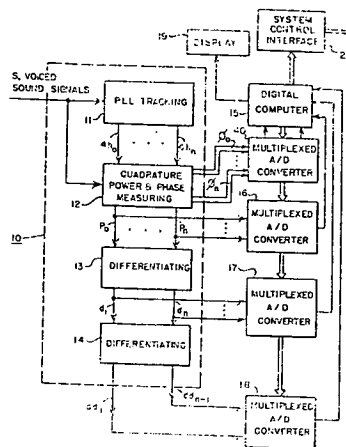 SYSTEM
CONTROL
INTERFACE
19
DISPLAY
S, VOICED
SOUND SIGNALS
PLL TRACKING
11
DIGITAL
COMPUTER
15
QUADRATURE
POWER & PHASE
MEASURING
12
MULTIPLEXED
A/D
CONVERTER
16
MULTIPLEXED
A/D
CONVERTER
10
13
DIFFERENTIATING
17
MULTIPLEXED
A/D
CONVERTER
14
DIFFERENTIATING
18
MULTIPLEXED
A/D
CONVERTER